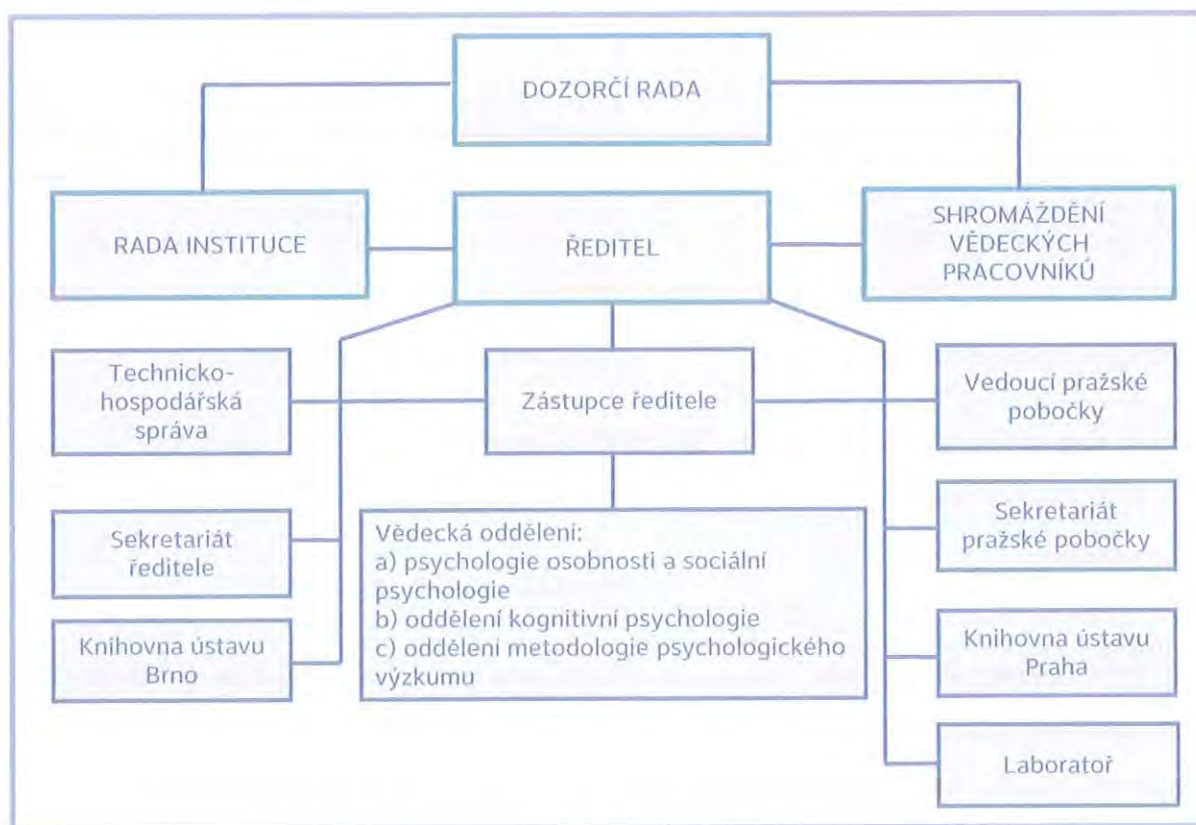 DOZORČÍ RADA
RADA INSTITUCE
ŘEDITEL
SHROMÁŽDĚNÍ
VĚDECKÝCH
PRACOVNÍKŮ
Technicko-
hospodářská
správa
Zástupce ředitele
Vedoucí pražské
pobočky
Sekretariát
ředitele
Vědecká oddělení:
a) psychologie osobnosti a sociální
psychologie
b) oddělení kognitivní psychologie
c) oddělení metodologie psychologického
výzkumu
Sekretariát
pražské pobočky
Knihovna ústavu
Brno
Knihovna ústavu
Praha
Laboratoř